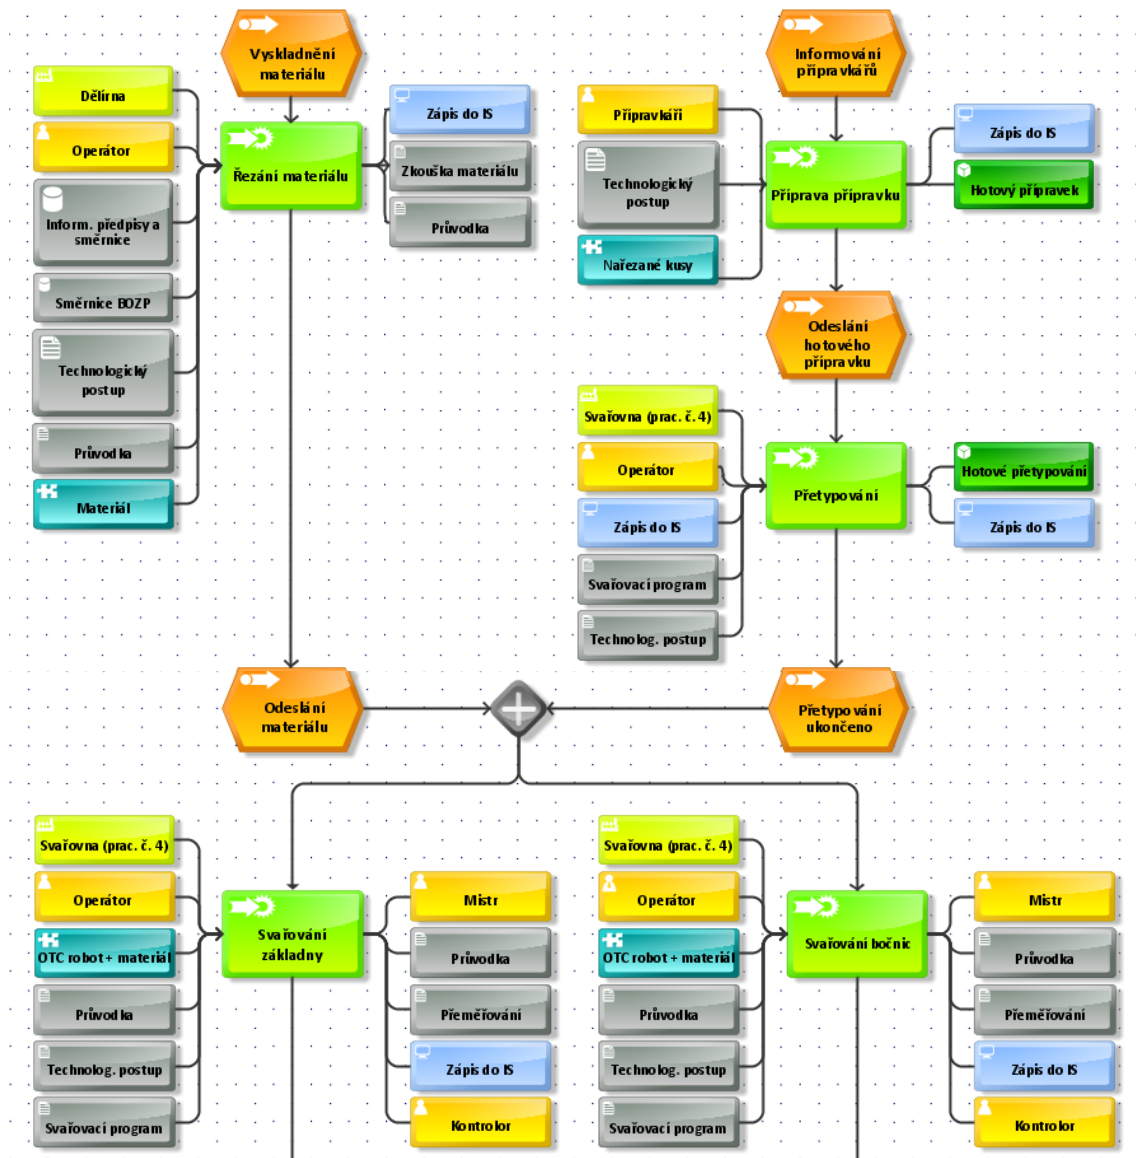 Vyskladnění
materiálu
Dělírna
Operátor
Inform. předpisy a
směrnice
Směrnice BOZP
Technologický
postup
Průvodka
Materiál
Řezání materiálu
Zápis do IS
Zkouška materiálu
Průvodka
Informování
přípravkářů
Přípravkáři
Technologický
postup
Nařezané kusy
Příprava přípravku
Zápis do IS
Hotový přípravek
Odeslání
hotového
přípravku
Svařovna (prac. č. 4)
Operátor
Zápis do IS
Svařovací program
Technolog. postup
Přetypování
Hotové přetypování
Zápis do IS
Odeslání
materiálu
Přetypování
ukončeno
Svařovna (prac. č. 4)
Operátor
OTC robot + materiál
Průvodka
Technolog. postup
Svařovací program
Svařování
základny
Mistr
Průvodka
Přeměřování
Zápis do IS
Kontrolor
Svařovna (prac. č. 4)
Operátor
OTC robot + materiál
Průvodka
Technolog. postup
Svařovací program
Svařování bočnic
Mistr
Průvodka
Přeměřování
Zápis do IS
Kontrolor